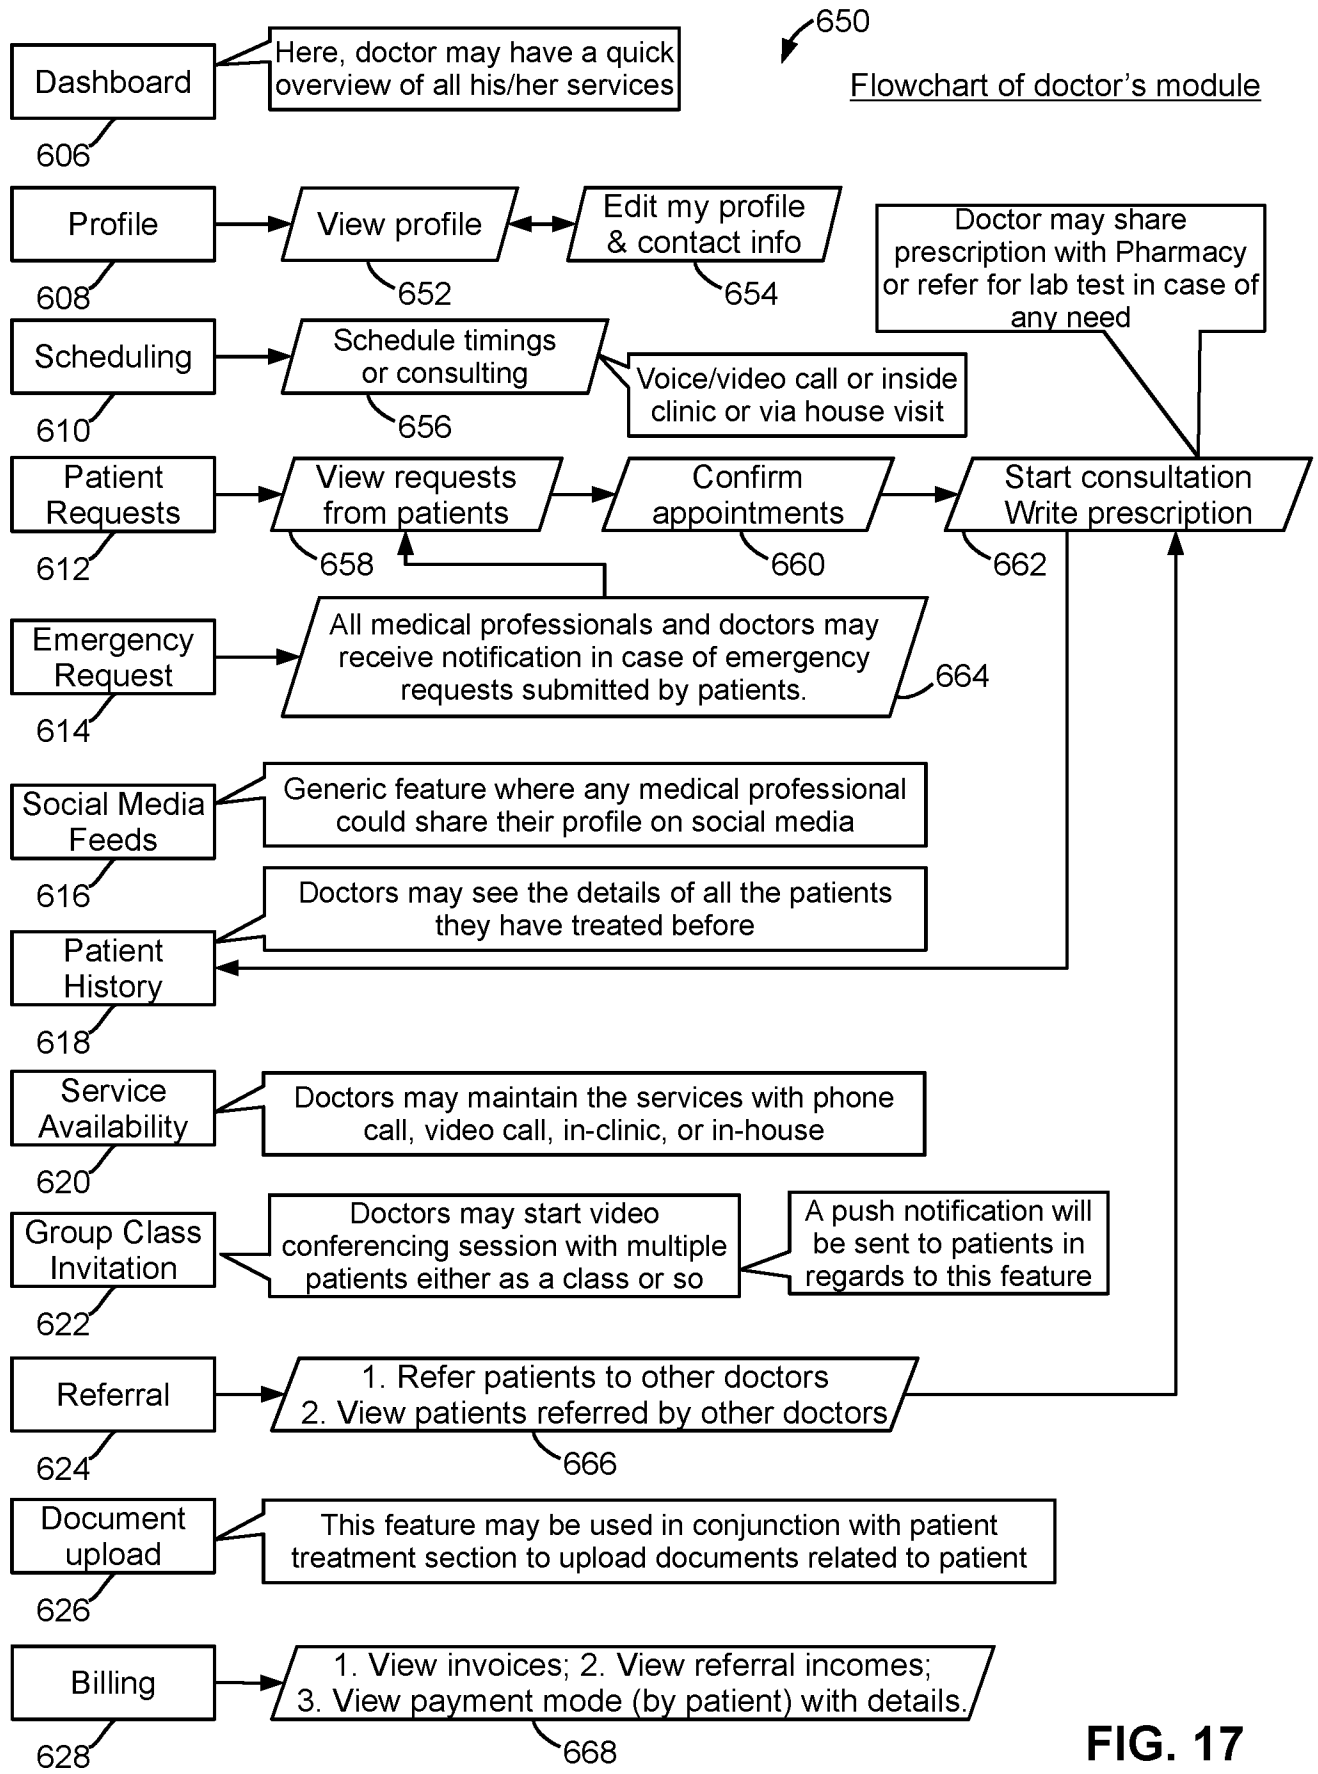 650
Flowchart of doctor's module
Dashboard
606
Here, doctor may have a quick
overview of all his/her services
Profile
608
View profile
652
Edit my profile
& contact info
654
Doctor may share
prescription with Pharmacy
or refer for lab test in case of
any need
Scheduling
610
Schedule timings
or consulting
656
Voice/video call or inside
clinic or via house visit
Patient
Requests
612
View requests
from patients
658
Confirm
appointments
660
Start consultation
Write prescription
662
Emergency
Request
614
All medical professionals and doctors may
receive notification in case of emergency
requests submitted by patients.
664
Social Media
Feeds
616
Generic feature where any medical professional
could share their profile on social media
Patient
History
618
Doctors may see the details of all the patients
they have treated before
Service
Availability
620
Doctors may maintain the services with phone
call, video call, in-clinic, or in-house
Group Class
Invitation
622
Doctors may start video
conferencing session with multiple
patients either as a class or so
A push notification will
be sent to patients in
regards to this feature
Referral
624
1. Refer patients to other doctors
2. View patients referred by other doctors
666
Document
upload
626
This feature may be used in conjunction with patient
treatment section to upload documents related to patient
Billing
628
1. View invoices; 2. View referral incomes;
3. View payment mode (by patient) with details.
668
FIG. 17